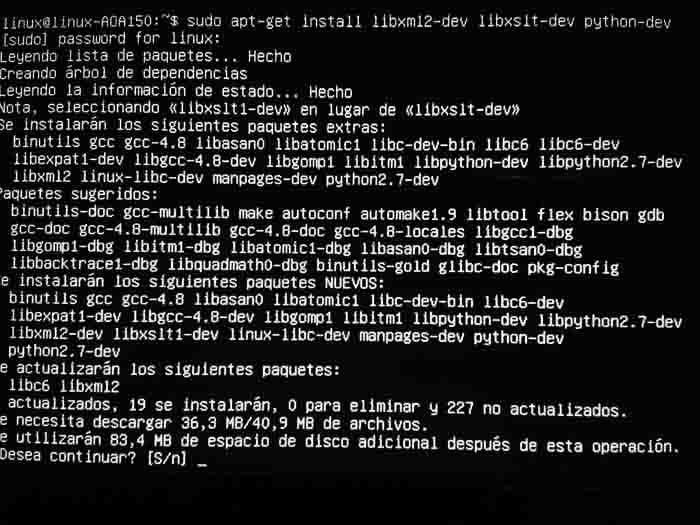 linux@linux-AOA150:~$ sudo apt-get install libxml2-dev libxslt-dev python-dev
[sudo] password for linux:
Leyendo lista de paquetes... Hecho
Creando árbol de dependencias
Leyendo la información de estado... Hecho
Nota, seleccionando «libxslt1-dev» en lugar de «libxslt-dev»
Se instalarán los siguientes paquetes extras:
binutils gcc gcc-4.8 libasan0 libatomic1 libc-dev-bin libc6 libc6-dev
libexpat1-dev libgcc-4.8-dev libgomp1 libitm1 libpython-dev libpython2.7-dev
libxml2 linux-libc-dev manpages-dev python2.7-dev
Paquetes sugeridos:
binutils-doc gcc-multilib make autoconf automake1.9 libtool flex bison gdb
gcc-doc gcc-4.8-multilib gcc-4.8-doc gcc-4.8-locales libgcc1-dbg
libgomp1-dbg libitm1-dbg libatomic1-dbg libasan0-dbg libtsan0-dbg
libbacktrace1-dbg libquadmath0-dbg binutils-gold glibc-doc pkg-config
e instalarán los siguientes paquetes NUEVOS:
binutils gcc gcc-4.8 libasan0 libatomic1 libc-dev-bin libc6-dev
libexpat1-dev libgcc-4.8-dev libgomp1 libitm1 libpython-dev libpython2.7-dev
libxml2-dev libxslt1-dev linux-libc-dev manpages-dev python-dev
python2.7-dev
e actualizarán los siguientes paquetes:
libc6 libxml2
actualizados, 19 se instalarán, 0 para eliminar y 227 no actualizados.
e necesita descargar 36,3 MB/40,9 MB de archivos.
e utilizarán 83,4 MB de espacio de disco adicional después de esta operación.
Desea continuar? [S/n] _